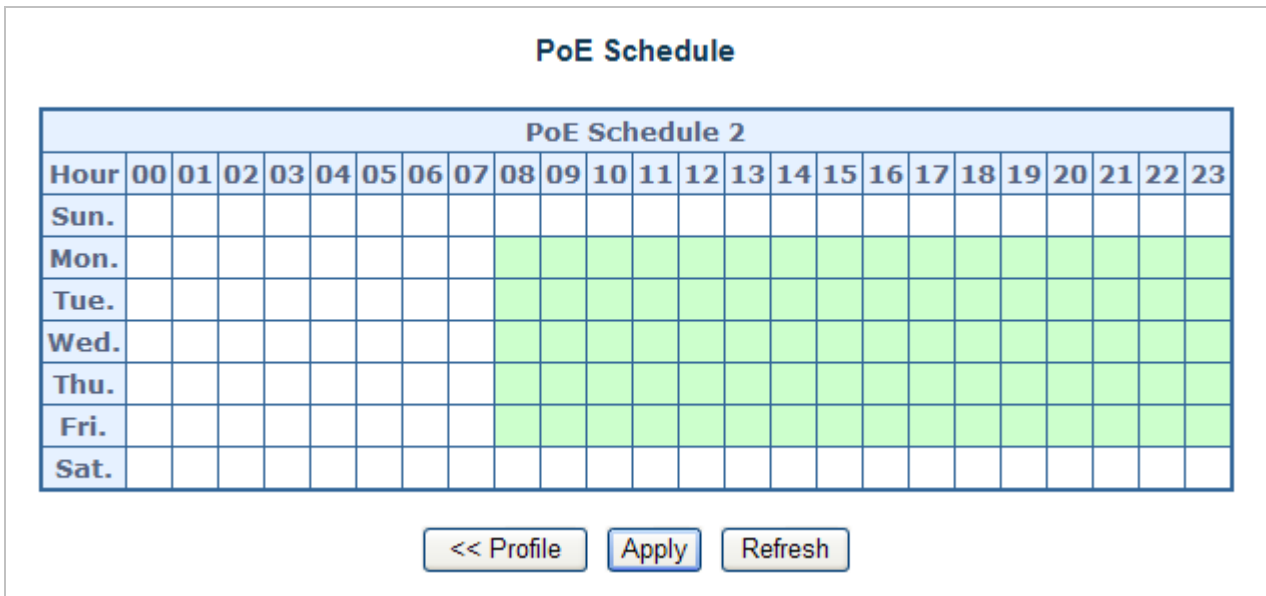 PoE Schedule
PoE Schedule 2
Hour 00 01 02 03 04 05 06 07 08 09 10 11 12 13 14 15 16 17 18 19 20 21 22 23
Sun.
Mon.
Tue.
Wed.
Thu.
Fri.
Sat.
<< Profile Apply Refresh